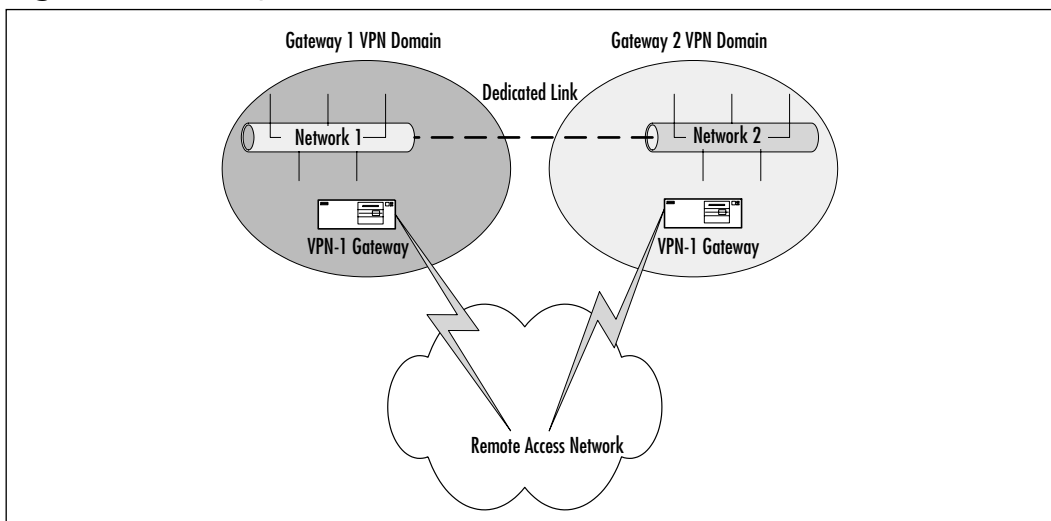 Gateway 1 VPN Domain
Gateway 2 VPN Domain
Dedicated Link
Network 1
Network 2
VPN-1 Gateway
VPN-1 Gateway
Remote Access Network